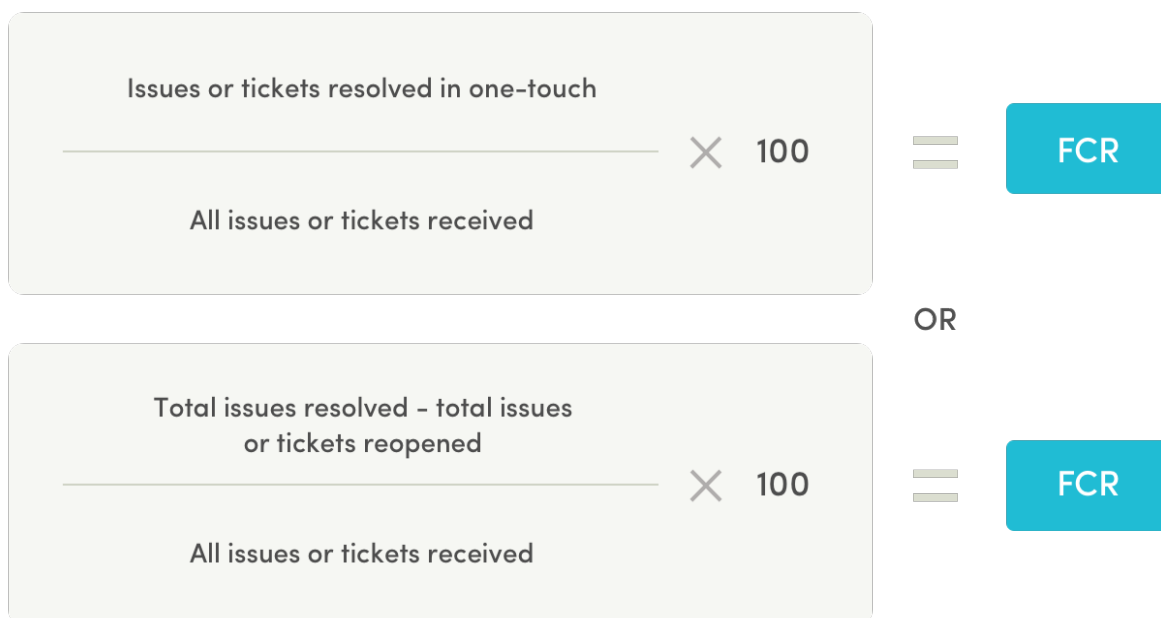 Issues or tickets resolved in one-touch
× 100
=
FCR
All issues or tickets received
OR
Total issues resolved - total issues
or tickets reopened
× 100
=
FCR
All issues or tickets received